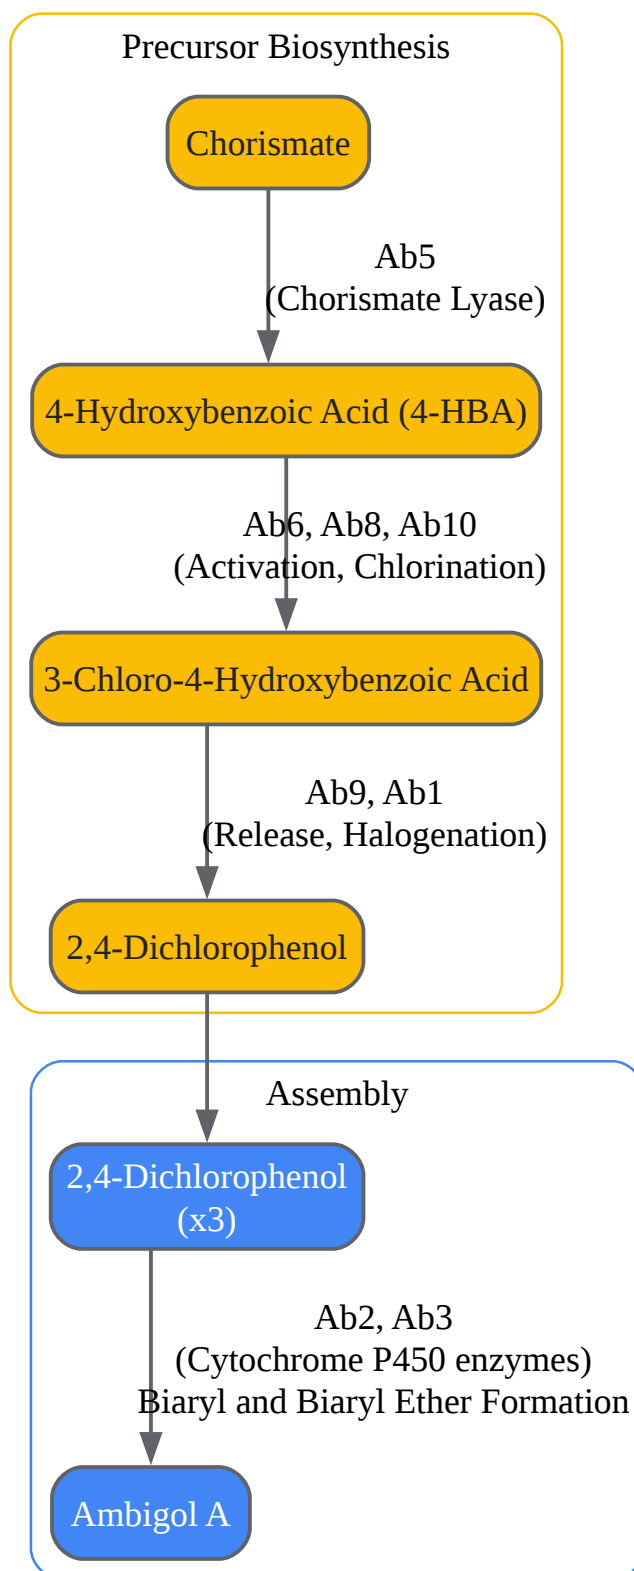 Precursor Biosynthesis
Chorismate
Ab5
(Chorismate Lyase)
4-Hydroxybenzoic Acid (4-HBA)
Ab6, Ab8, Ab10
(Activation, Chlorination)
3-Chloro-4-Hydroxybenzoic Acid
Ab9, Ab1
(Release, Halogenation)
2,4-Dichlorophenol
Assembly
2,4-Dichlorophenol
(x3)
Ab2, Ab3
(Cytochrome P450 enzymes)
Biaryl and Biaryl Ether Formation
Ambigol A